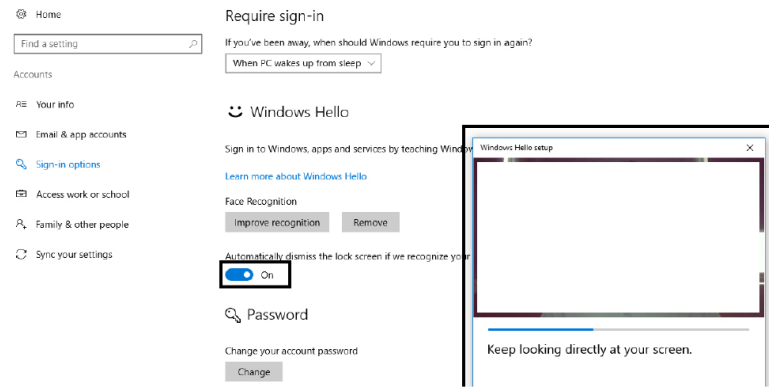 Home
Find a setting
Accounts
Your info
Email & app accounts
Sign-in options
Access work or school
Family & other people
Sync your settings
Require sign-in
If you've been away, when should Windows require you to sign in again?
When PC wakes up from sleep
Windows Hello
Sign in to Windows, apps and services by teaching Window
Learn more about Windows Hello
Face Recognition
Improve recognition Remove
Automatically dismiss the lock screen if we recognize your
On
Password
Change your account password
Change
Windows Hello setup
Keep looking directly at your screen.